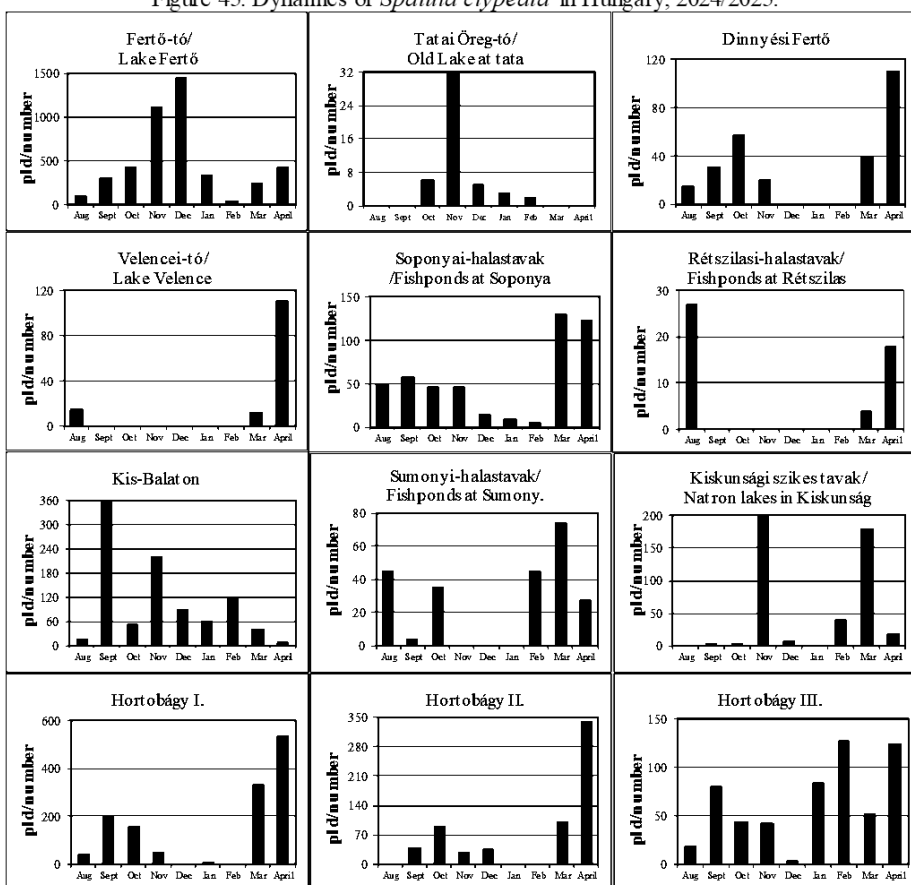 Figure 45. Dynamics of Spatula clypeata in Hungary, 2024/2025.
Fertő-tó/
Lake Fertő
pld/number
1500
1000
500
0
Aug Sept Oct Nov Dec Jan Feb Mar April
Tatai Öreg-tó/
Old Lake at tata
pld/number
32
24
16
8
0
Aug Sept Oct Nov Dec Jan Feb Mar April
Dinnyési Fertő
pld/number
120
80
40
0
Aug Sept Oct Nov Dec Jan Feb Mar April
Velencei-tó/
Lake Velence
pld/number
120
80
40
0
Aug Sept Oct Nov Dec Jan Feb Mar April
Soponyai-halastavak
/Fishponds at Soponya
pld/number
150
100
50
0
Aug Sept Oct Nov Dec Jan Feb Mar April
Rétszilasi-halastavak/
Fishponds at Rétszilas
pld/number
30
20
10
0
Aug Sept Oct Nov Dec Jan Feb Mar April
Kis-Balaton
pld/number
360
300
240
180
120
60
0
Aug Sept Oct Nov Dec Jan Feb Mar April
Sumonyi-halastavak/
Fishponds at Sumony.
pld/number
80
60
40
20
0
Aug Sept Oct Nov Dec Jan Feb Mar April
Kiskunsági szikes tavak/
Natron lakes in Kiskunság
pld/number
200
150
100
50
0
Aug Sept Oct Nov Dec Jan Feb Mar April
Hortobágy I.
pld/number
600
400
200
0
Aug Sept Oct Nov Dec Jan Feb Mar April
Hortobágy II.
pld/number
350
280
210
140
70
0
Aug Sept Oct Nov Dec Jan Feb Mar April
Hortobágy III.
pld/number
150
100
50
0
Aug Sept Oct Nov Dec Jan Feb Mar April